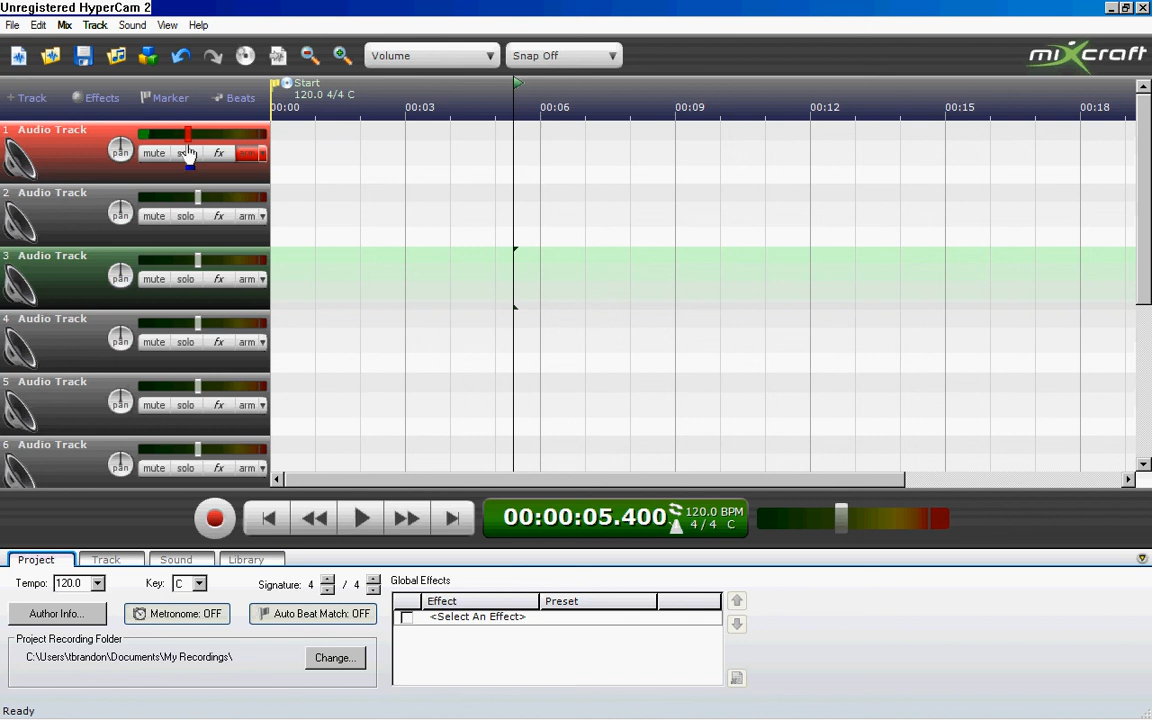 Unregistered HyperCam 2
File Edit Mix Track Sound View Help
Volume Snap Off mixcraft
+Track Effects Marker Beats
Start
120.0 4/4 C
00:00 00:03 00:06 00:09 00:12 00:15 00:18
1 Audio Track
pan mute fx
2 Audio Track
pan mute solo fx arm
3 Audio Track
pan mute solo fx arm
4 Audio Track
pan mute solo fx arm
5 Audio Track
pan mute solo fx arm
6 Audio Track
pan mute solo fx arm
00:00:05.400 120.0 BPM
4 / 4 C
Project Track Sound Library
Tempo: 120.0 Key: C Signature: 4 / 4 Global Effects
Effect Preset
Author Info... Metronome: OFF Auto Beat Match: OFF <Select An Effect>
Project Recording Folder
C:\Users\tbrandon\Documents\My Recordings\ Change...
Ready